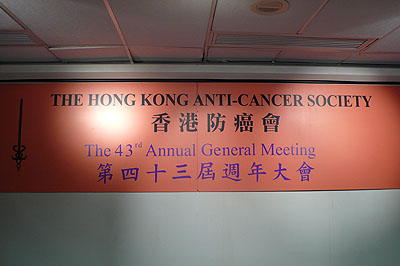 THE HONG KONG ANTI-CANCER SOCIETY
香港防癌會
The 43rd Annual General Meeting
第四十三屆週年大會